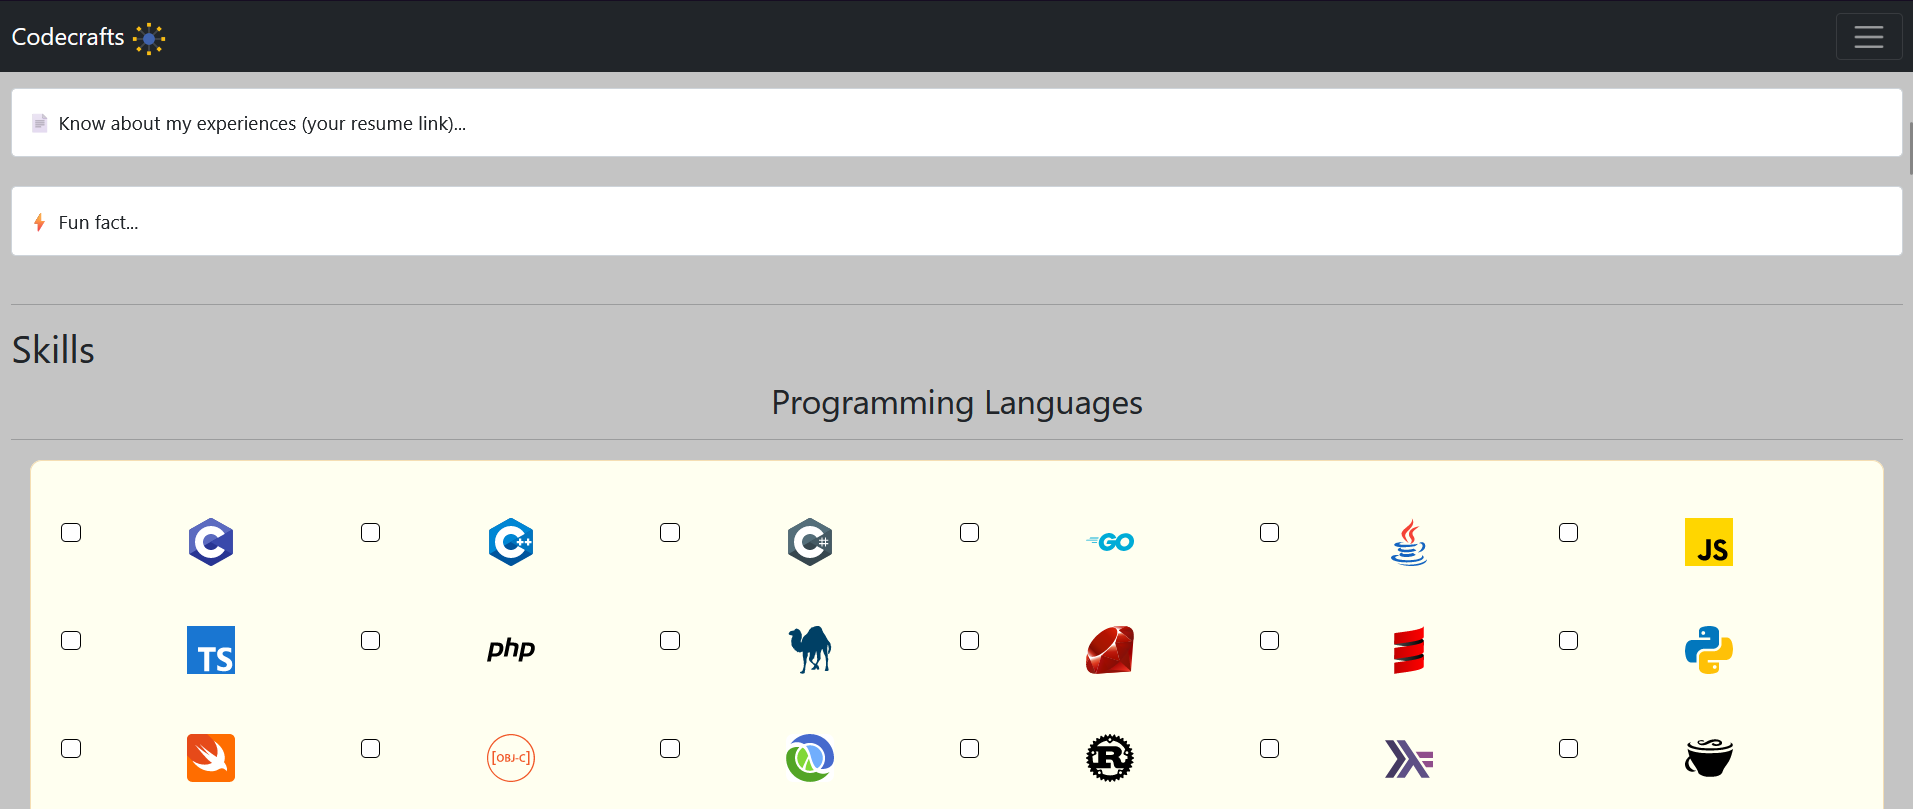 Codecrafts
Know about my experiences (your resume link)...
Fun fact...
Skills
Programming Languages
C C++ C# GO JS
TS php
[OBJ-C] R